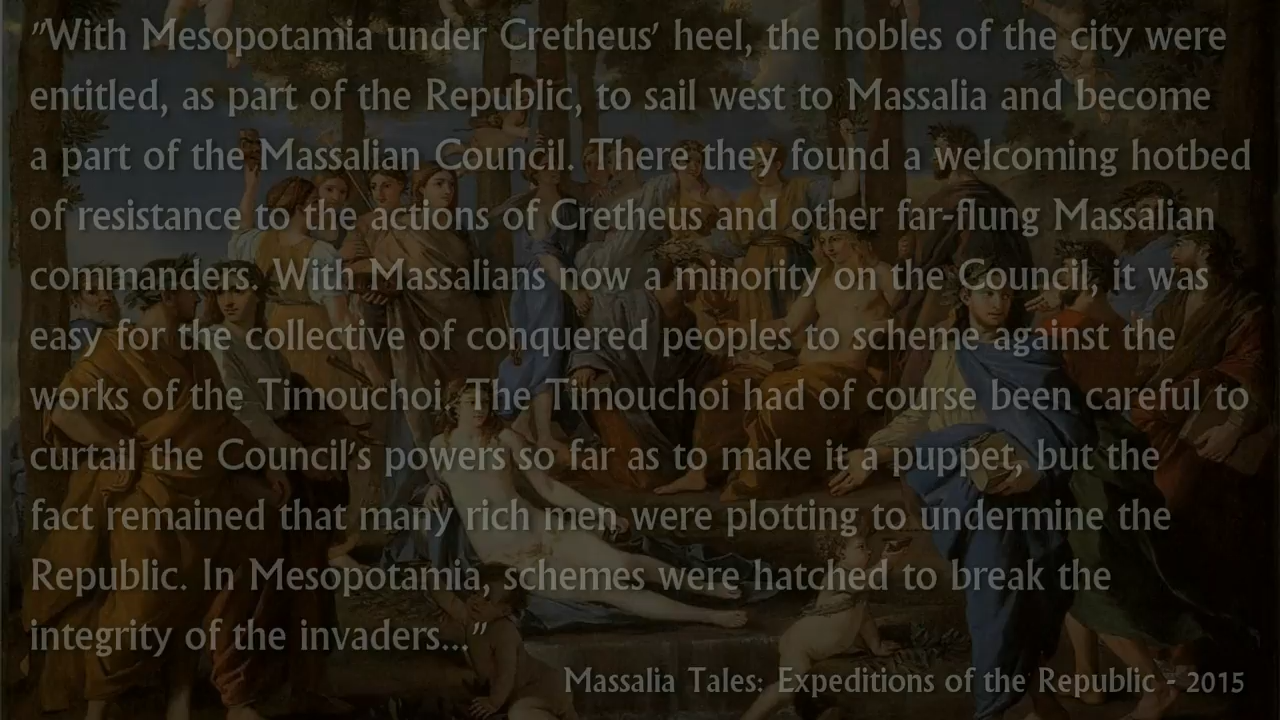 "With Mesopotamia under Cretheus' heel, the nobles of the city were
entitled, as part of the Republic, to sail west to Massalia and become
a part of the Massalian Council. There they found a welcoming hotbed
of resistance to the actions of Cretheus and other far-flung Massalian
commanders. With Massalians now a minority on the Council, it was
easy for the collective of conquered peoples to scheme against the
works of the Timouchoi. The Timouchoi had of course been careful to
curtail the Council's powers so far as to make it a puppet, but the
fact remained that many rich men were plotting to undermine the
Republic. In Mesopotamia, schemes were hatched to break the
integrity of the invaders..."
Massalia Tales: Expeditions of the Republic - 2015